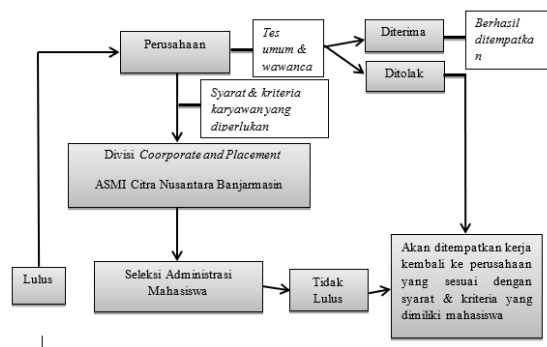 Perusahaan
Tes
umum &
wawanca
Diterima
Berhasil
ditempatka
n
Ditolak
Syarat & kriteria
karyawan yang
diperlukan
Divisi Coorporate and Placement
ASMI Citra Nusantara Banjarmasin
Lulus
Seleksi Administrasi
Mahasiswa
Tidak
Lulus
Akan ditempatkan kerja
kembali ke perusahaan
yang sesuai dengan
syarat & kriteria yang
dimiliki mahasiswa